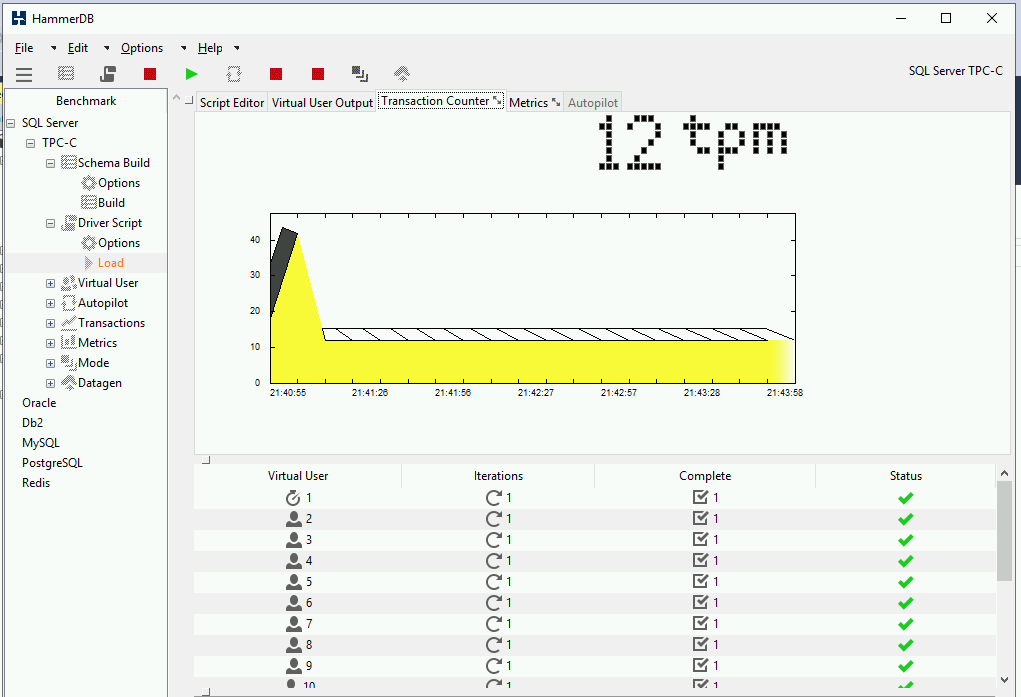 HammerDB
File Edit Options Help
SQL Server TPC-C
Benchmark
SQL Server
TPC-C
Schema Build
Options
Build
Driver Script
Options
Load
Virtual User
Autopilot
Transactions
Metrics
Mode
Datagen
Oracle
Db2
MySQL
PostgreSQL
Redis
Script Editor Virtual User Output Transaction Counter Metrics Autopilot
12 tpm
40
30
20
10
0
21:40:55 21:41:26 21:41:56 21:42:27 21:42:57 21:43:28 21:43:58
Virtual User Iterations Complete Status
1 1 1
2 1 1
3 1 1
4 1 1
5 1 1
6 1 1
7 1 1
8 1 1
9 1 1
10 1 1